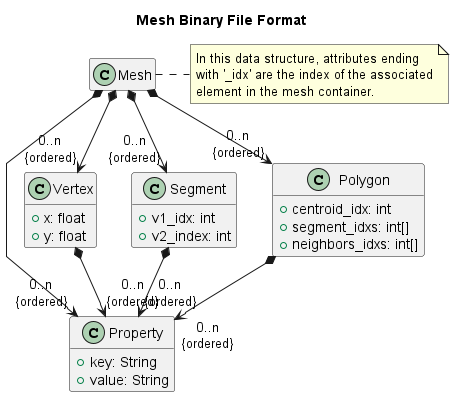 Mesh Binary File Format
C Mesh
In this data structure, attributes ending
with '_idx' are the index of the associated
element in the mesh container.
0..n
{ordered}
0..n
{ordered}
0..n
{ordered}
C Vertex
x: float
y: float
C Segment
v1_idx: int
v2_index: int
C Polygon
centroid_idx: int
segment_idxs: int[]
neighbors_idxs: int[]
0..n
{ordered}
0..n
{ordered}
0..n
{ordered}
0..n
{ordered}
C Property
key: String
value: String